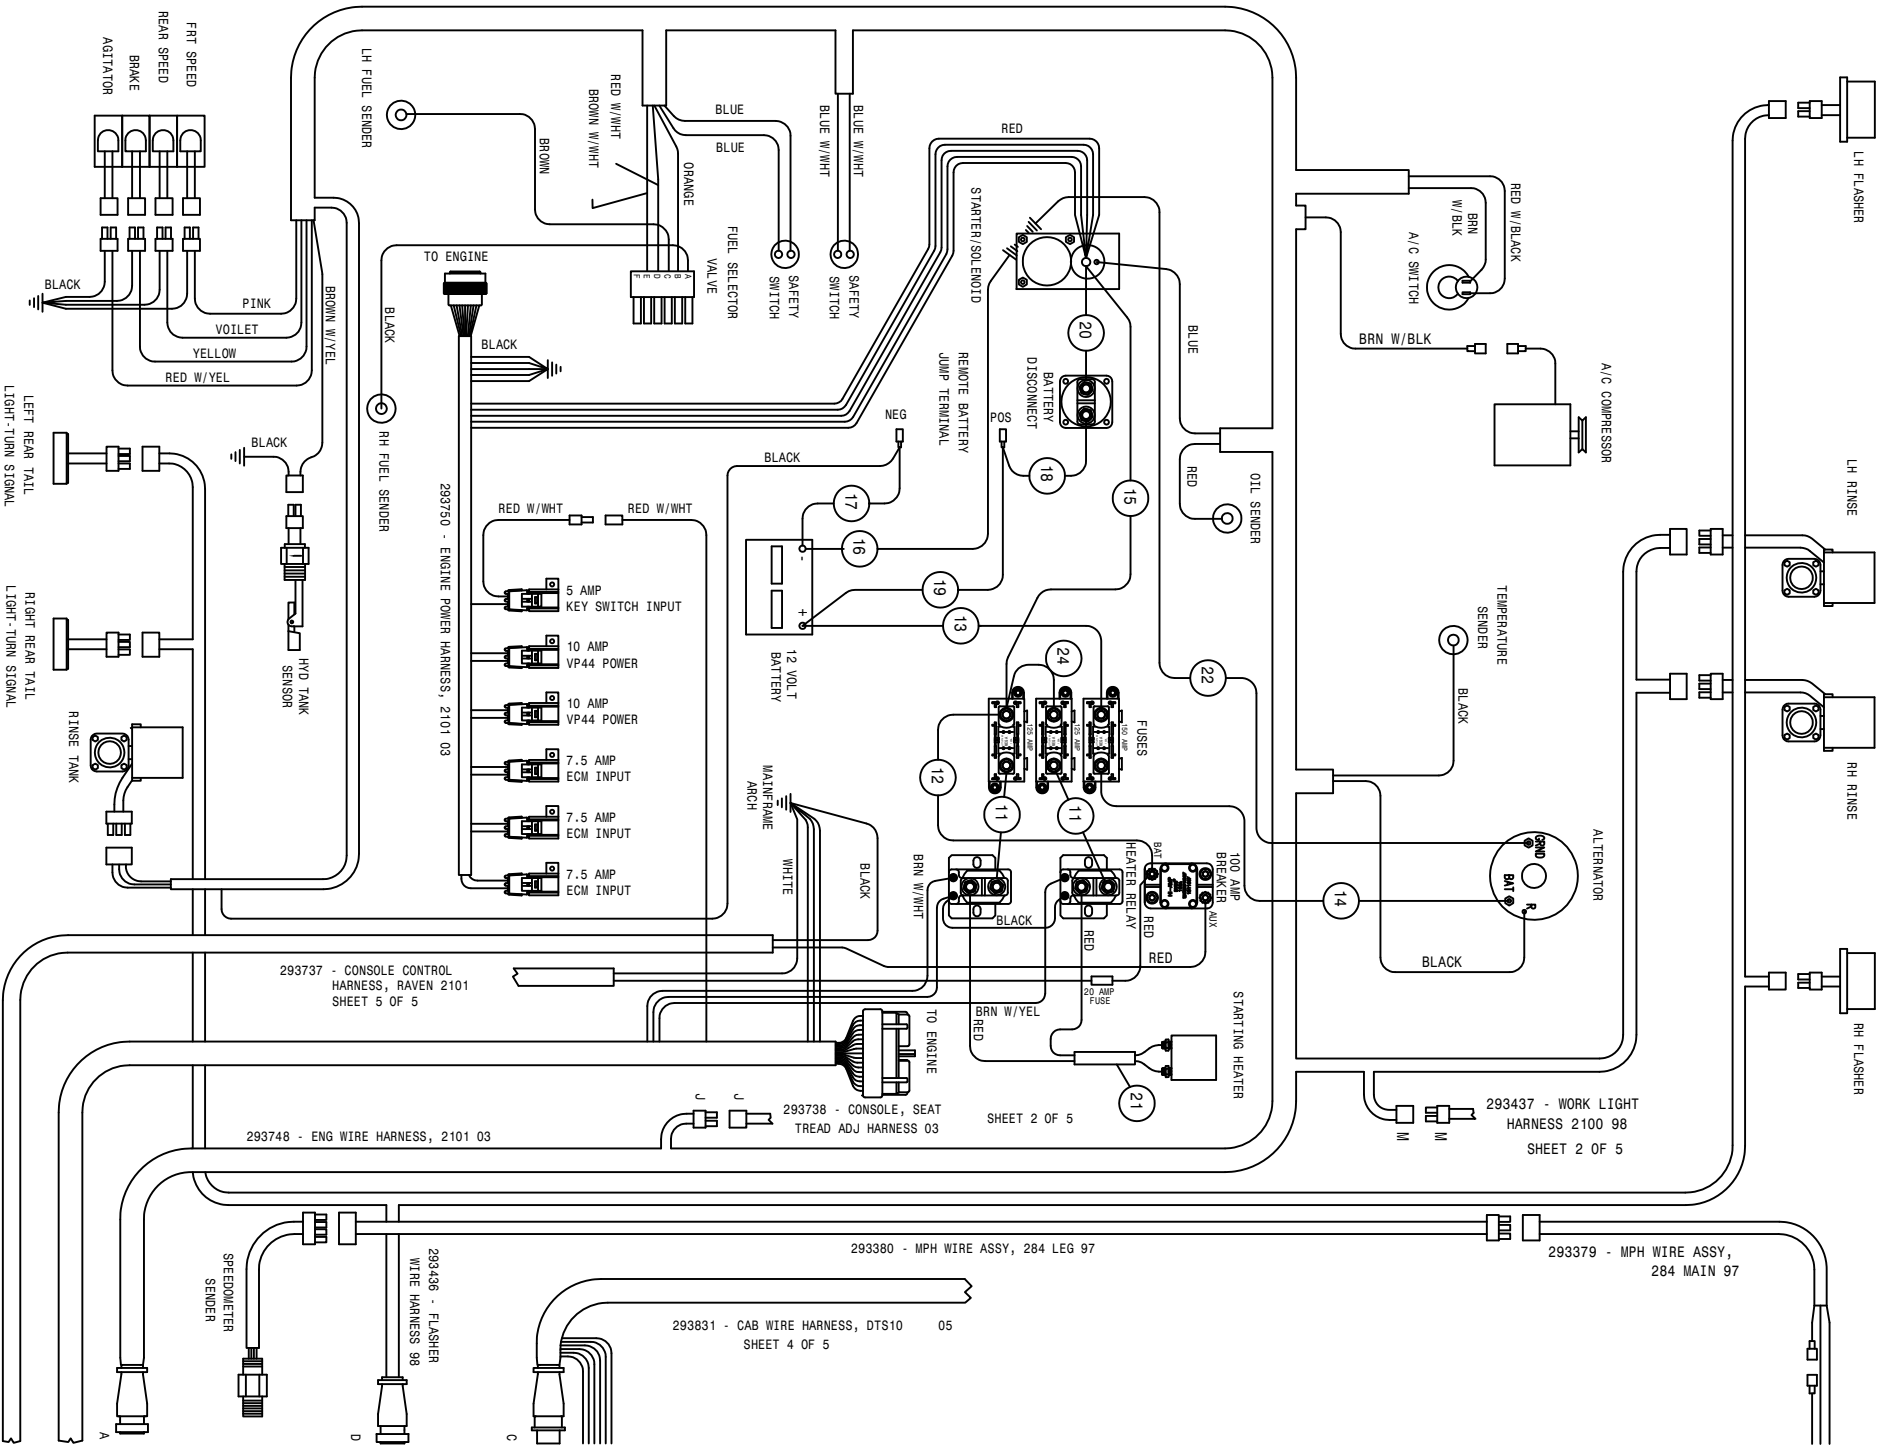 FRT SPEED
REAR SPEED
BRAKE
AGITATOR
BLACK
PINK
VOILET
YELLOW
RED W/YEL
BROWN W/YEL
BLACK
LH FUEL SENDER
BROWN
RED W/WHT
BROWN W/WHT
ORANGE
BLUE
BLUE
BLUE W/WHT
BLUE W/WHT
SAFETY
SWITCH
SAFETY
SWITCH
FUEL SELECTOR
VALVE
A
B
C
D
E
F
TO ENGINE
BLACK
BLACK
RH FUEL SENDER
RED
STARTER/SOLENOID
20
BATTERY
DISCONNECT
REMOTE BATTERY
JUMP TERMINAL
NEG
POS
BLACK
18
17
16
15
19
13
BLUE
RED
OIL SENDER
RED W/BLACK
BRN
W/BLK
A/C SWITCH
BRN W/BLK
A/C COMPRESSOR
LH FLASHER
LH RINSE
RH RINSE
RH FLASHER
TEMPERATURE
SENDER
BLACK
ALTERNATOR
GRND
BAT
R
BLACK
22
14
24
12
11
11
FUSES
150 AMP
125 AMP
125 AMP
12 VOLT
BATTERY
-
+
LEFT REAR TAIL
LIGHT-TURN SIGNAL
RIGHT REAR TAIL
LIGHT-TURN SIGNAL
HYD TANK
SENSOR
RINSE TANK
293750 - ENGINE POWER HARNESS, 2101 03
RED W/WHT
RED W/WHT
5 AMP
KEY SWITCH INPUT
10 AMP
VP44 POWER
10 AMP
VP44 POWER
7.5 AMP
ECM INPUT
7.5 AMP
ECM INPUT
7.5 AMP
ECM INPUT
MAINFRAME
ARCH
WHITE
BLACK
BRN W/WHT
HEATER RELAY
BLACK
RED
BAT
100 AMP
BREAKER
AUX
RED
RED
20 AMP
FUSE
BRN W/YEL
RED
STARTING HEATER
21
TO ENGINE
293737 - CONSOLE CONTROL
HARNESS, RAVEN 2101
SHEET 5 OF 5
J
J
293738 - CONSOLE, SEAT
TREAD ADJ HARNESS 03
SHEET 2 OF 5
293748 - ENG WIRE HARNESS, 2101 03
M
M
293437 - WORK LIGHT
HARNESS 2100 98
SHEET 2 OF 5
293380 - MPH WIRE ASSY, 284 LEG 97
293379 - MPH WIRE ASSY,
284 MAIN 97
SPEEDOMETER
SENDER
293436 - FLASHER
WIRE HARNESS 98
293831 - CAB WIRE HARNESS, DTS10 05
SHEET 4 OF 5
A
D
C